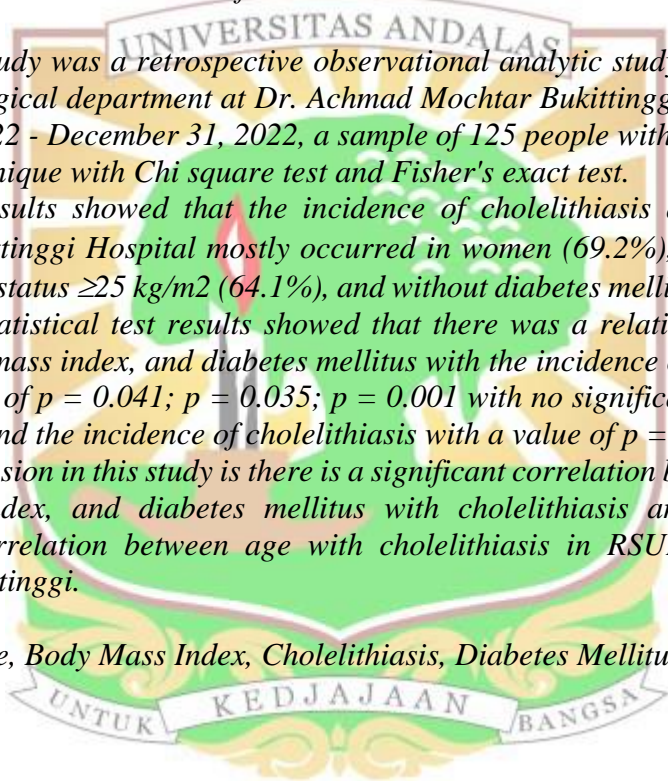 UNIVERSITAS ANDALAS
udy was a retrospective observational analytic study
gical department at Dr. Achmad Mochtar Bukittingg
22 - December 31, 2022, a sample of 125 people with
nique with Chi square test and Fisher's exact test.
sults showed that the incidence of cholelithiasis
tinggi Hospital mostly occurred in women (69.2%),
status ≥25 kg/m2 (64.1%), and without diabetes melli
atistical test results showed that there was a relati
mass index, and diabetes mellitus with the incidence
of p = 0.041; p = 0.035; p = 0.001 with no signific
nd the incidence of cholelithiasis with a value of p =
sion in this study is there is a significant correlation
dex, and diabetes mellitus with cholelithiasis an
rrelation between age with cholelithiasis in RSU
tinggi.
e, Body Mass Index, Cholelithiasis, Diabetes Mellitu
UNTUK KEDJAJAAN BANGSA